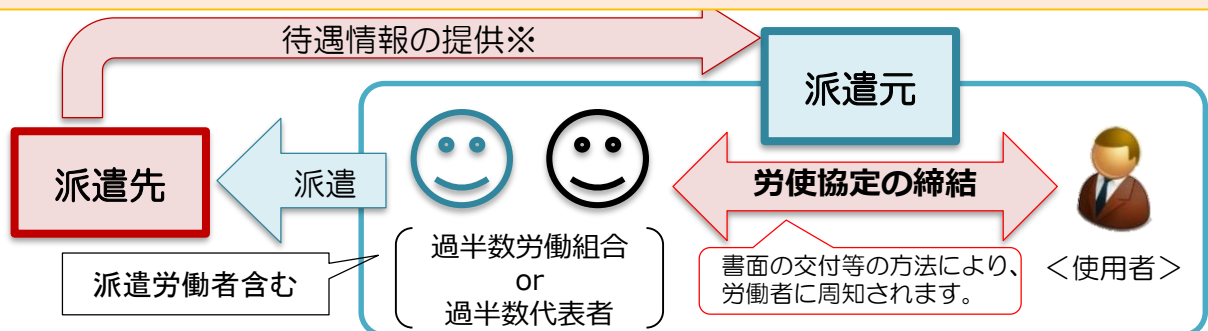 待遇情報の提供※
派遣元
派遣先
派遣
労使協定の締結
過半数労働組合
or
過半数代表者
派遣労働者含む
書面の交付等の方法により、
労働者に周知されます。
＜使用者＞